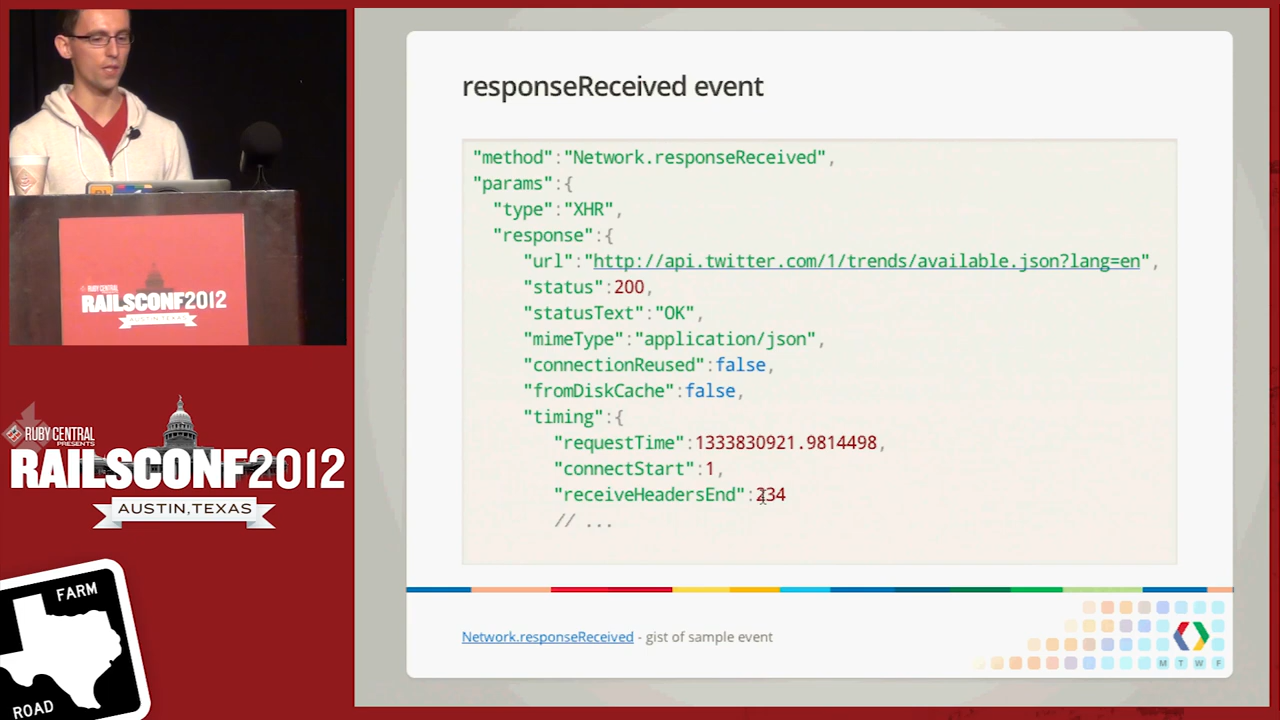 responseReceived event
"method":"Network.responseReceived",
"params":{
"type":"XHR",
"response":{
"url":"http://api.twitter.com/1/trends/available.json?lang=en",
"status":200,
"statusText":"OK",
"mimeType":"application/json",
"connectionReused":false,
"fromDiskCache":false,
"timing":{
"requestTime":1333830921.9814498,
"connectStart":1,
"receiveHeadersEnd":234
// ...
Network.responseReceived - gist of sample event
M T W F
RUBY CENTRAL
RAILSCONF2012
AUSTIN, TEXAS
RUBY CENTRAL
PRESENTS
RAILSCONF2012
AUSTIN, TEXAS
FARM
ROAD